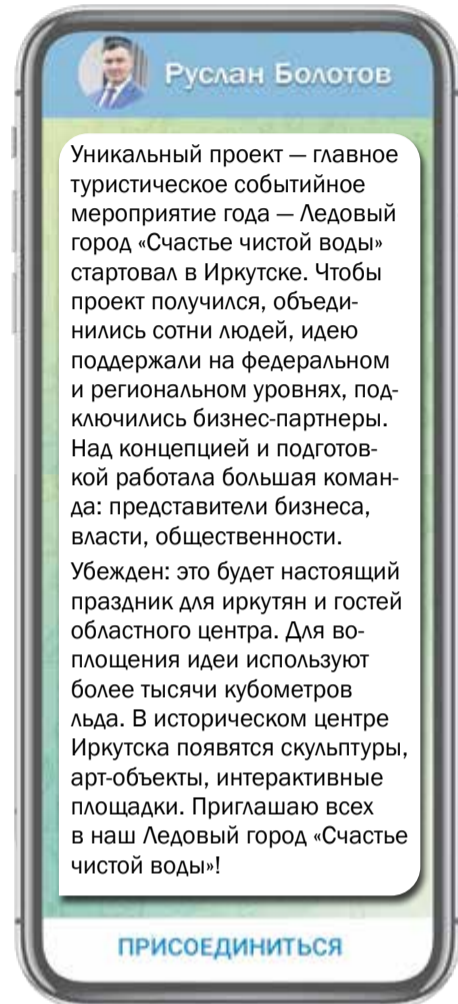 Руслан Болотов
Уникальный проект — главное
туристическое событийное
мероприятие года — Ледовый
город «Счастье чистой воды»
стартовал в Иркутске. Чтобы
проект получился, объеди-
нились сотни людей, идею
поддержали на федеральном
и региональном уровнях, под-
ключились бизнес-партнеры.
Над концепцией и подготов-
кой работала большая коман-
да: представители бизнеса,
власти, общественности.
Убежден: это будет настоящий
праздник для иркутян и гостей
областного центра. Для во-
площения идеи используют
более тысячи кубометров
льда. В историческом центре
Иркутска появятся скульптуры,
арт-объекты, интерактивные
площадки. Приглашаю всех
в наш Ледовый город «Счастье
чистой воды»!
ПРИСОЕДИНИТЬСЯ